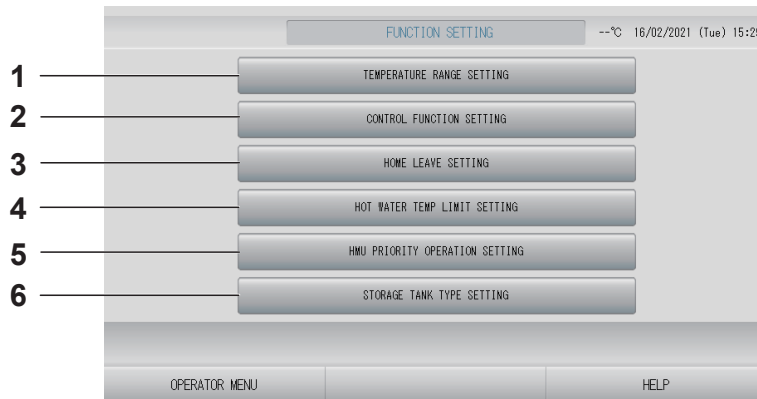 FUNCTION SETTING --°C 16/02/2021 (Tue) 15:29
1 TEMPERATURE RANGE SETTING
2 CONTROL FUNCTION SETTING
3 HOME LEAVE SETTING
4 HOT WATER TEMP LIMIT SETTING
5 HMU PRIORITY OPERATION SETTING
6 STORAGE TANK TYPE SETTING
OPERATOR MENU HELP